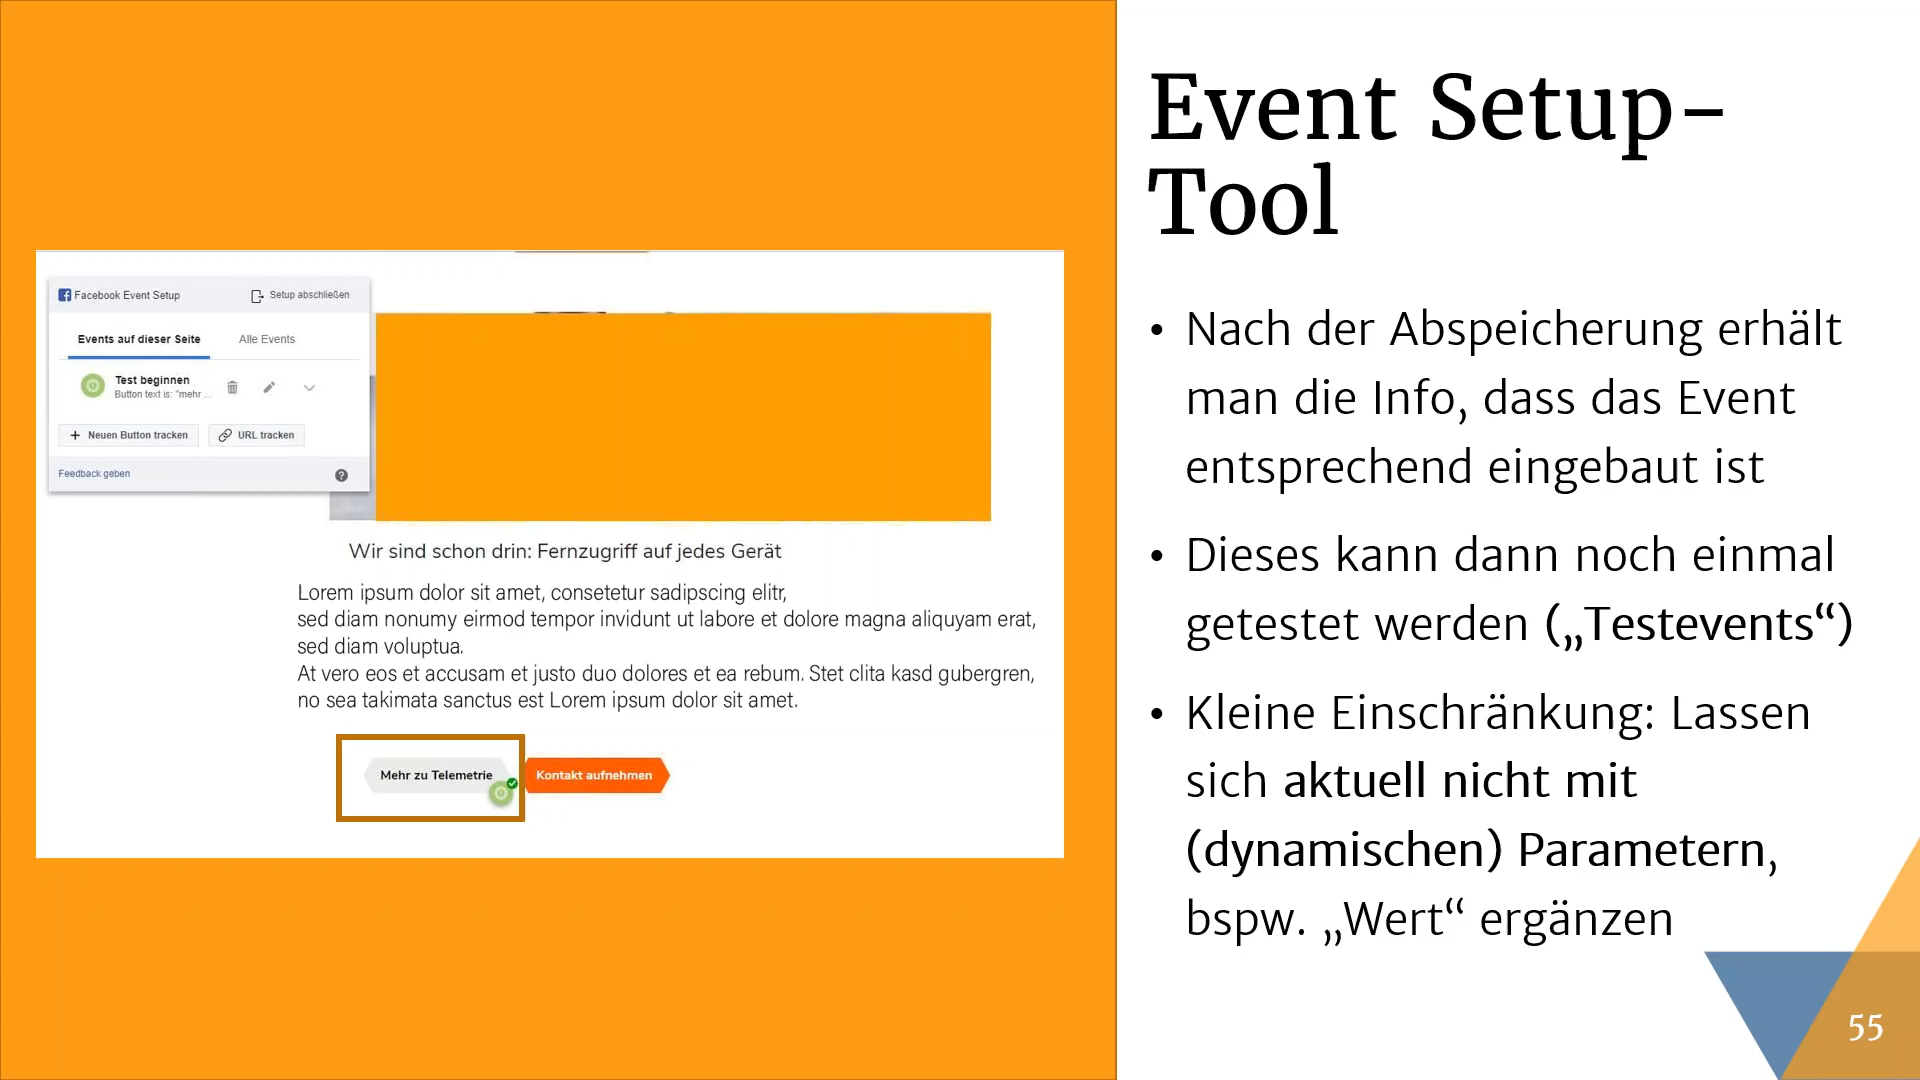 Event Setup-
Tool
Facebook Event Setup
Setup abschließen
Events auf dieser Seite
Alle Events
Test beginnen
Button text is: "mehr ...
+ Neuen Button tracken
URL tracken
Feedback geben
?
Wir sind schon drin: Fernzugriff auf jedes Gerät
Lorem ipsum dolor sit amet, consetetur sadipscing elitr,
sed diam nonumy eirmod tempor invidunt ut labore et dolore magna aliquyam erat,
sed diam voluptua.
At vero eos et accusam et justo duo dolores et ea rebum. Stet clita kasd gubergren,
no sea takimata sanctus est Lorem ipsum dolor sit amet.
Mehr zu Telemetrie
Kontakt aufnehmen
• Nach der Abspeicherung erhält
man die Info, dass das Event
entsprechend eingebaut ist
• Dieses kann dann noch einmal
getestet werden („Testevents“)
• Kleine Einschränkung: Lassen
sich aktuell nicht mit
(dynamischen) Parametern,
bspw. „Wert“ ergänzen
55